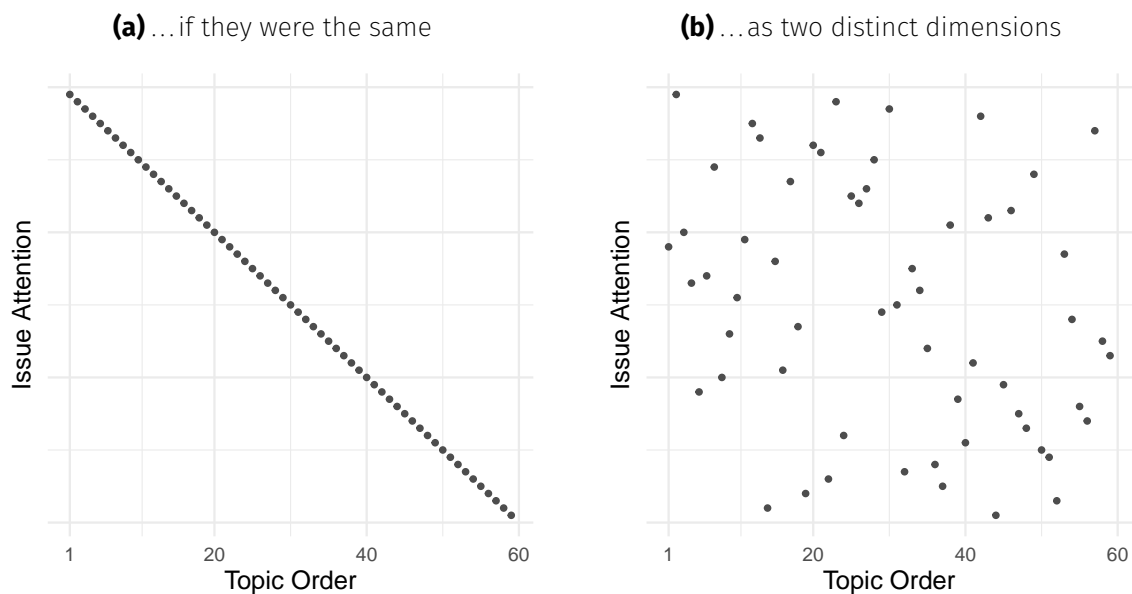 (a) …if they were the same
(b) …as two distinct dimensions
Issue Attention
1 20 40 60
Topic Order
Issue Attention
1 20 40 60
Topic Order